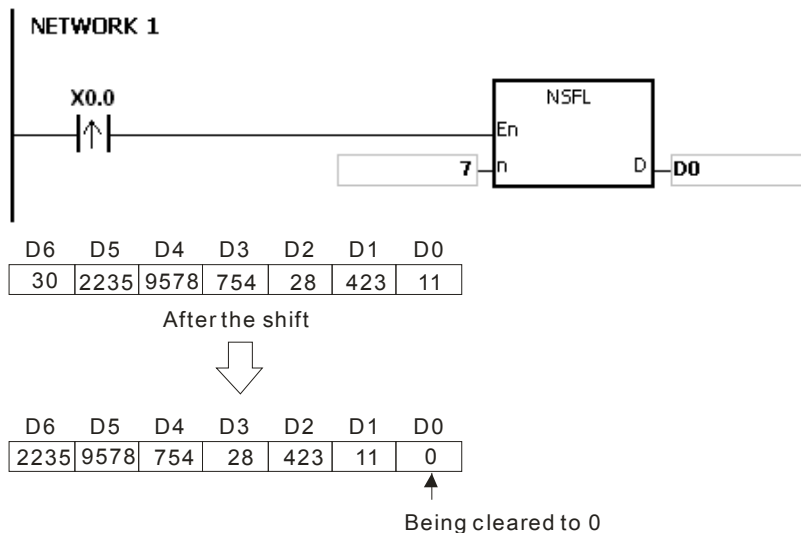 NETWORK 1
X0.0
NSFL
En
7 n D D0
D6 D5 D4 D3 D2 D1 D0
30 2235 9578 754 28 423 11
After the shift
D6 D5 D4 D3 D2 D1 D0
2235 9578 754 28 423 11 0
Being cleared to 0